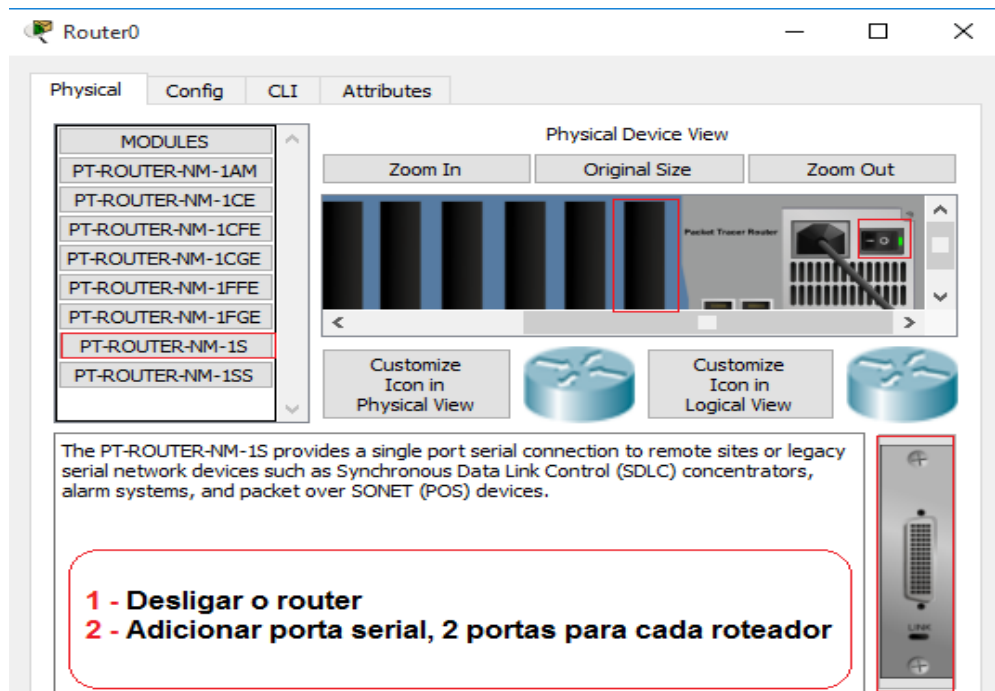 Router0
Physical Config CLI Attributes
MODULES
PT-ROUTER-NM-1AM
PT-ROUTER-NM-1CE
PT-ROUTER-NM-1CFE
PT-ROUTER-NM-1CGE
PT-ROUTER-NM-1FFE
PT-ROUTER-NM-1FGE
PT-ROUTER-NM-1S
PT-ROUTER-NM-1SS
Physical Device View
Zoom In Original Size Zoom Out
Packet Tracer Router
Customize
Icon in
Physical View
Customize
Icon in
Logical View
The PT-ROUTER-NM-1S provides a single port serial connection to remote sites or legacy
serial network devices such as Synchronous Data Link Control (SDLC) concentrators,
alarm systems, and packet over SONET (POS) devices.
LINK
1 - Desligar o router
2 - Adicionar porta serial, 2 portas para cada roteador